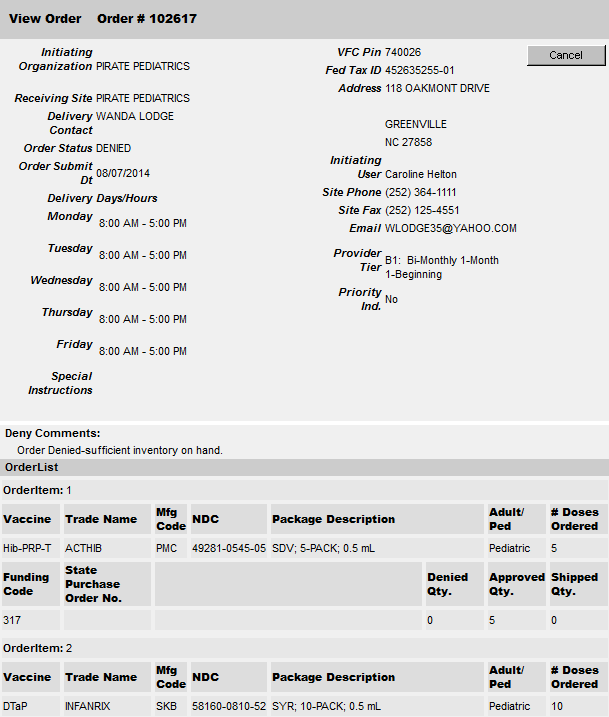 View Order Order # 102617
Cancel
Initiating
Organization PIRATE PEDIATRICS
Receiving Site PIRATE PEDIATRICS
Delivery WANDA LODGE
Contact
Order Status DENIED
Order Submit
Dt 08/07/2014
Delivery Days/Hours
Monday 8:00 AM - 5:00 PM
Tuesday 8:00 AM - 5:00 PM
Wednesday 8:00 AM - 5:00 PM
Thursday 8:00 AM - 5:00 PM
Friday 8:00 AM - 5:00 PM
Special
Instructions
VFC Pin 740026
Fed Tax ID 452635255-01
Address 118 OAKMONT DRIVE
GREENVILLE
NC 27858
Initiating
User Caroline Helton
Site Phone (252) 364-1111
Site Fax (252) 125-4551
Email WLODGE35@YAHOO.COM
Provider
Tier B1: Bi-Monthly 1-Month
1-Beginning
Priority
Ind. No
Deny Comments:
Order Denied-sufficient inventory on hand.
OrderList
OrderItem: 1
Vaccine Trade Name Mfg Code NDC Package Description Adult/ Ped # Doses Ordered
Hib-PRP-T ACTHIB PMC 49281-0545-05 SDV; 5-PACK; 0.5 mL Pediatric 5
Funding Code State Purchase Order No. Denied Qty. Approved Qty. Shipped Qty.
317 0 5 0
OrderItem: 2
Vaccine Trade Name Mfg Code NDC Package Description Adult/ Ped # Doses Ordered
DTaP INFANRIX SKB 58160-0810-52 SYR; 10-PACK; 0.5 mL Pediatric 10